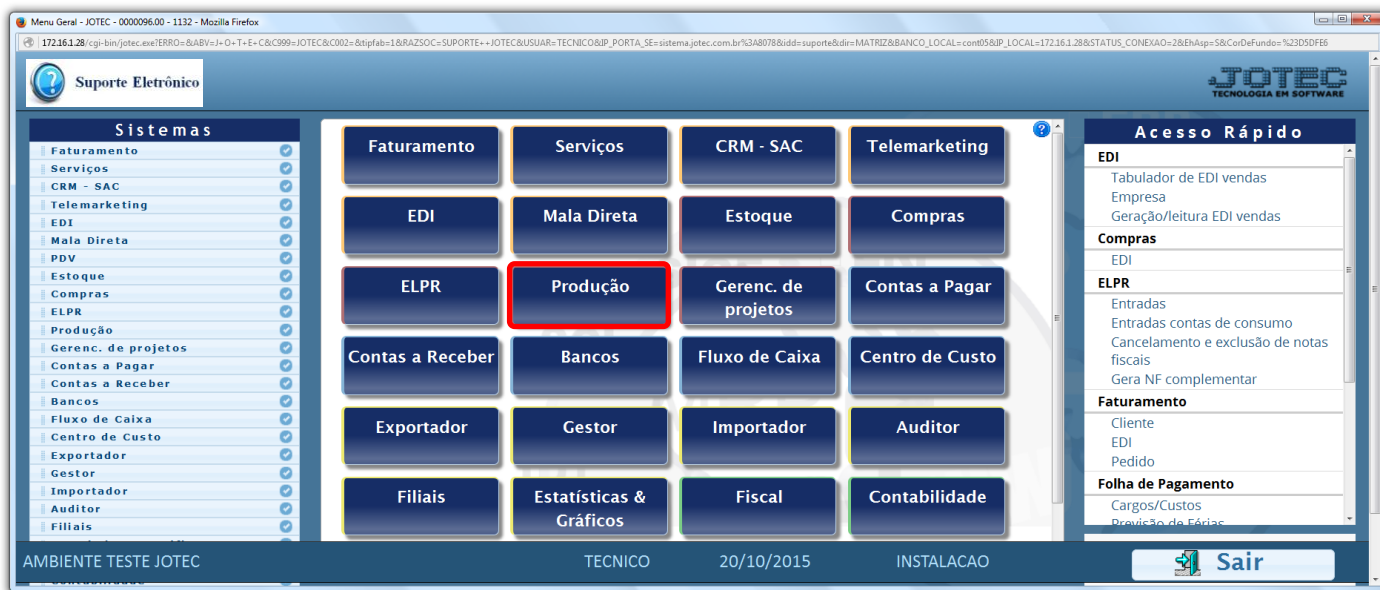 Menu Geral - JOTEC - 0000096.00 - 1132 - Mozilla Firefox
172.16.1.28/cgi-bin/jotec.exe?ERRO=&ABV=J+O+T+E+C&C999=JOTEC&C002=&tipfab=1&RAZSOC=SUPORTE++JOTEC&USUAR=TECNICO&IP_PORTA_SE=sistema.jotec.com.br%3A8078&idd=suporte&dir=MATRIZ&BANCO_LOCAL=cont05&IP_LOCAL=172.16.1.28&STATUS_CONEXAO=2&EhAsp=S&CorDeFundo=%23D5DFE6
Suporte Eletrônico
JOTEC
TECNOLOGIA EM SOFTWARE
Sistemas
Faturamento
Serviços
CRM - SAC
Telemarketing
EDI
Mala Direta
PDV
Estoque
Compras
ELPR
Produção
Gerenc. de projetos
Contas a Pagar
Contas a Receber
Bancos
Fluxo de Caixa
Centro de Custo
Exportador
Gestor
Importador
Auditor
Filiais
Faturamento
Serviços
CRM - SAC
Telemarketing
EDI
Mala Direta
Estoque
Compras
ELPR
Produção
Gerenc. de
projetos
Contas a Pagar
Contas a Receber
Bancos
Fluxo de Caixa
Centro de Custo
Exportador
Gestor
Importador
Auditor
Filiais
Estatísticas &
Gráficos
Fiscal
Contabilidade
Acesso Rápido
EDI
Tabulador de EDI vendas
Empresa
Geração/leitura EDI vendas
Compras
EDI
ELPR
Entradas
Entradas contas de consumo
Cancelamento e exclusão de notas
fiscais
Gera NF complementar
Faturamento
Cliente
EDI
Pedido
Folha de Pagamento
Cargos/Custos
Previsão de Férias
AMBIENTE TESTE JOTEC
TECNICO
20/10/2015
INSTALACAO
Sair